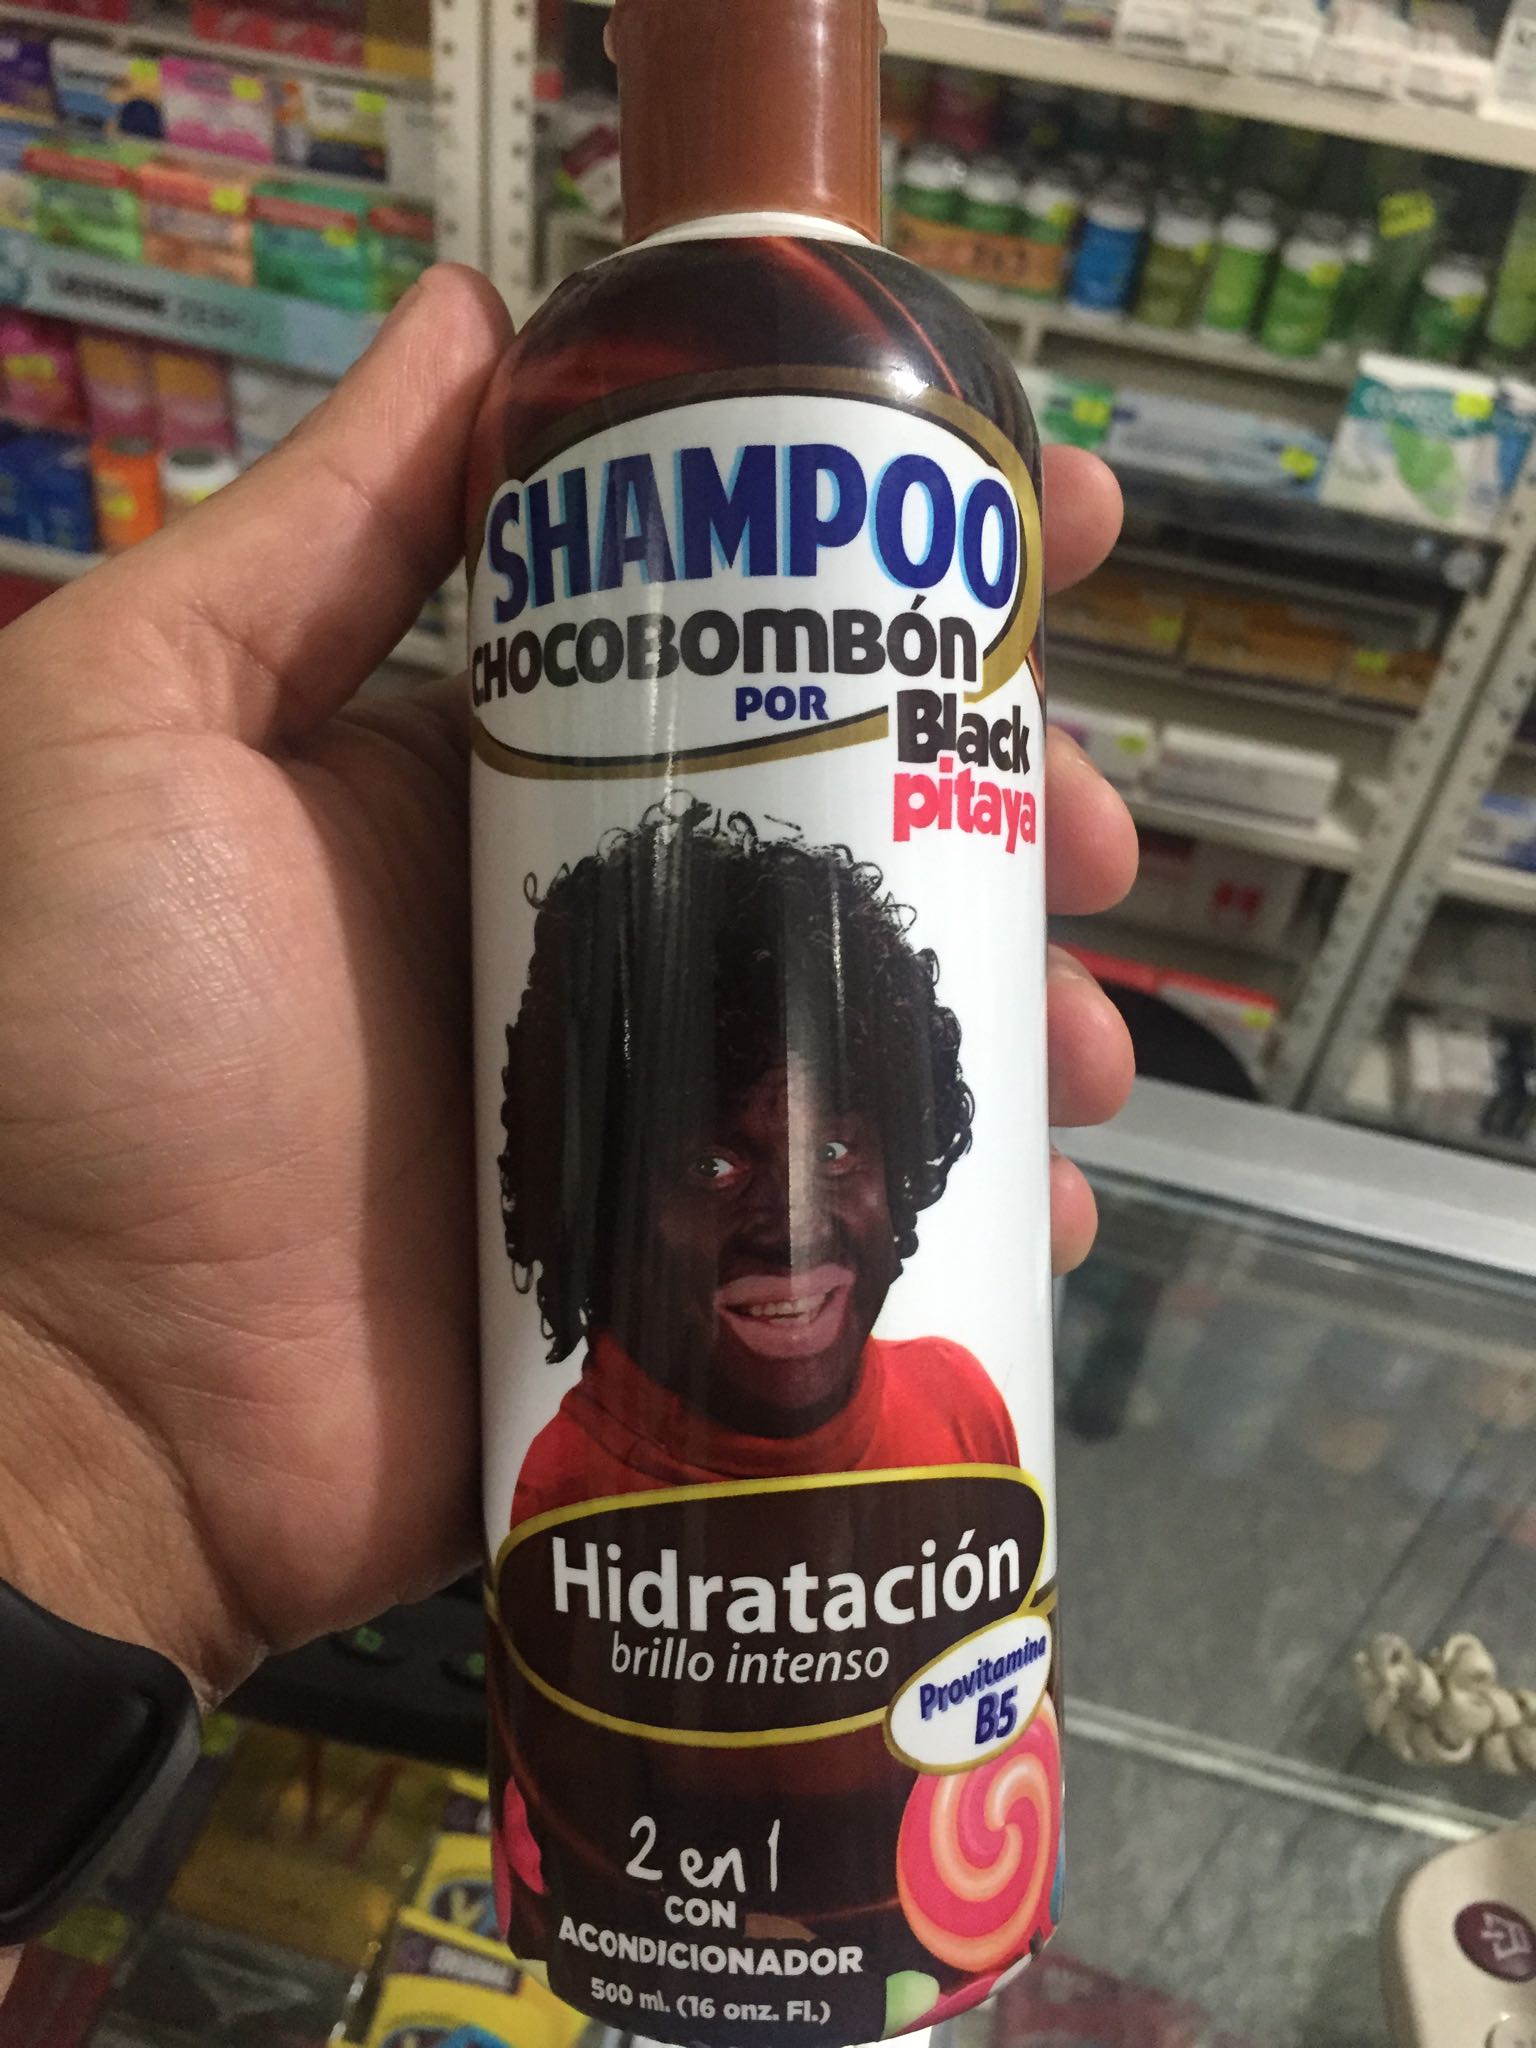 SHAMPOO
CHOCOBOMBÓN
POR
Black
pitaya
Hidratación
brillo intenso
Provitamina
B5
2 en 1
CON
ACONDICIONADOR
500 ml. (16 onz. Fl.)